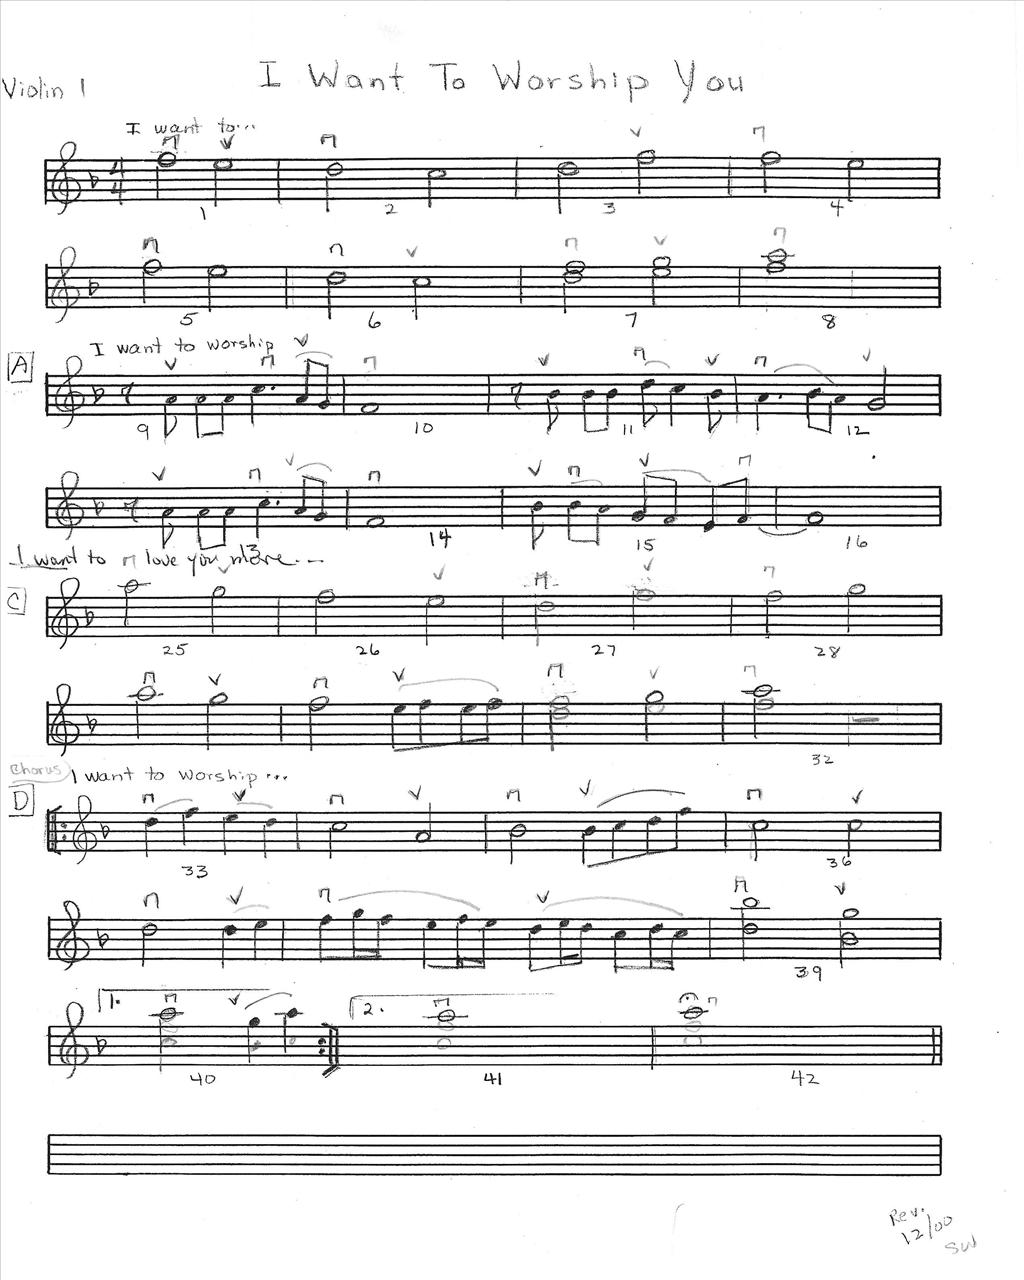 I Want To Worship You
Violin 1
I want to...
4
4
1 2 3 4
5 6 7 8
I want to worship
A
9 10 11 12
13 14 15 16
I want to love you more...
C
25 26 27 28
32
Chorus I want to worship...
D
33 36
39
1. 2.
40 41 42
Rev.
12/00
SW